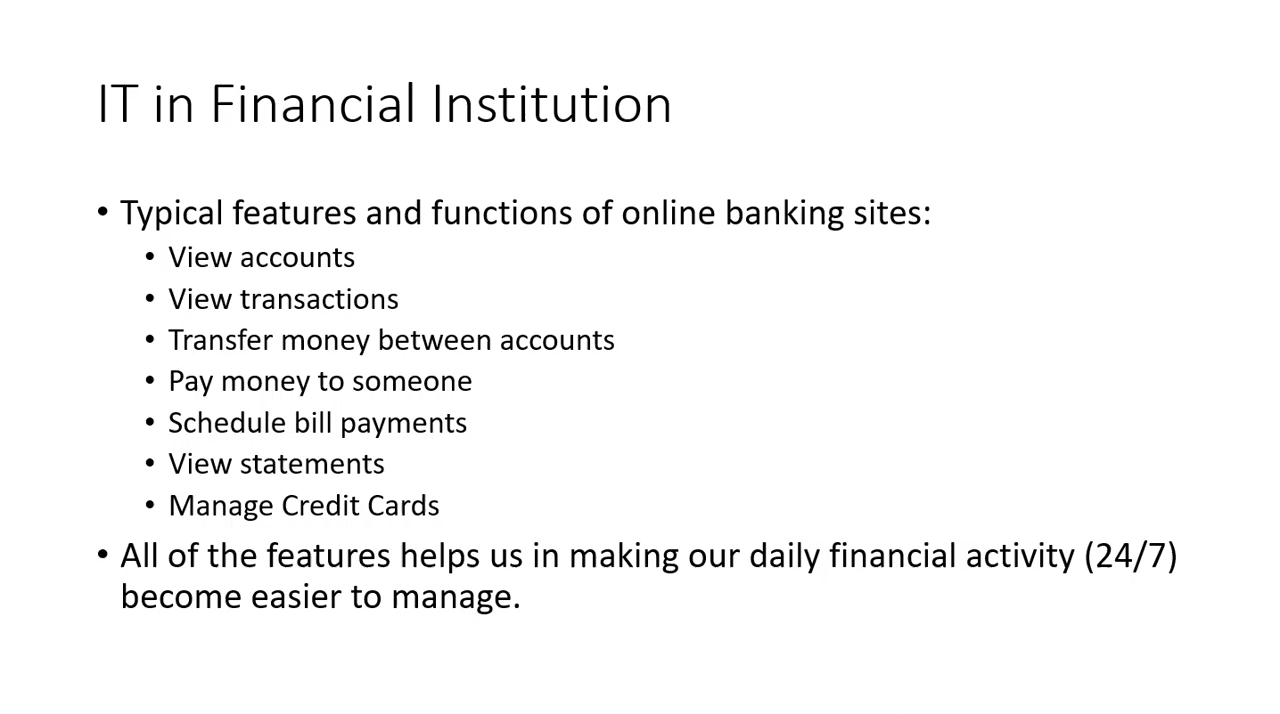 IT in Financial Institution
• Typical features and functions of online banking sites:
• View accounts
• View transactions
• Transfer money between accounts
• Pay money to someone
• Schedule bill payments
• View statements
• Manage Credit Cards
• All of the features helps us in making our daily financial activity (24/7)
become easier to manage.